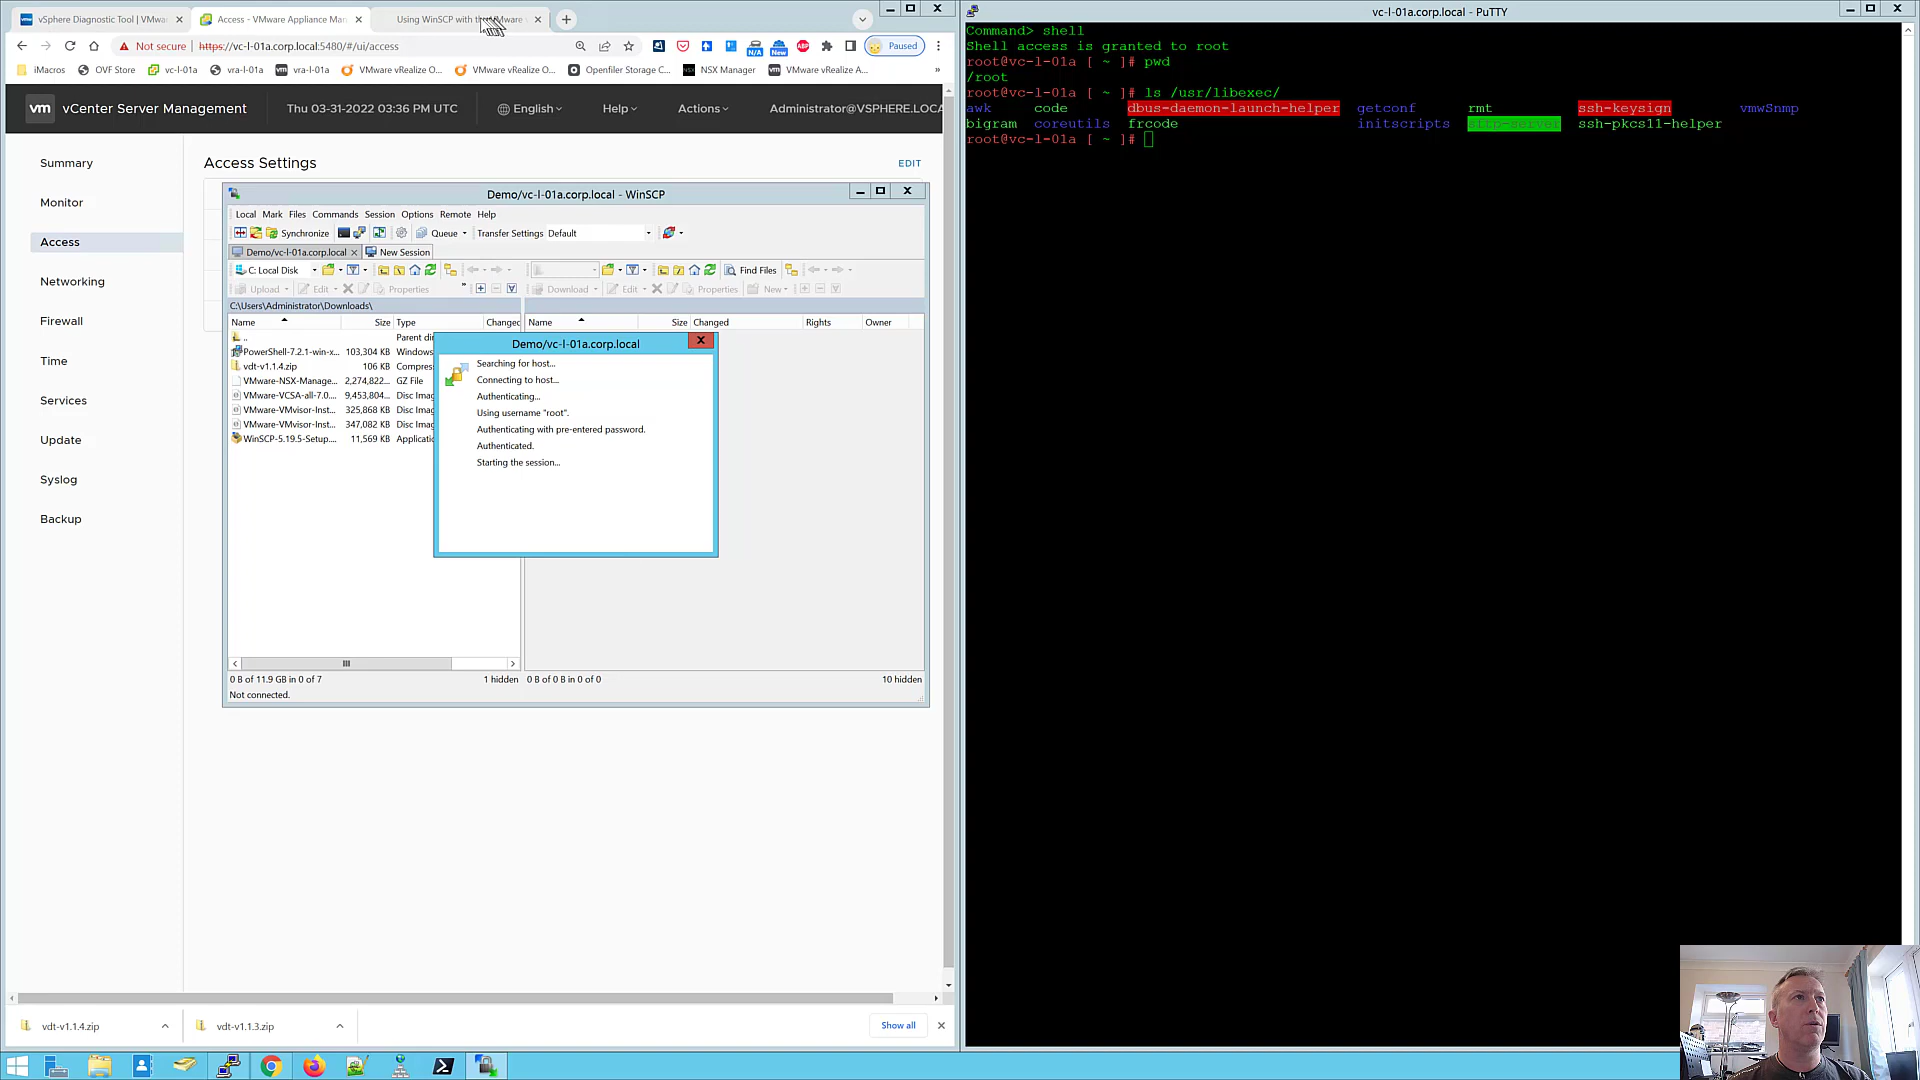 vSphere Diagnostic Tool | VMwa
Access - VMware Appliance Man
Using WinSCP with the VMware
Not secure
https://vc-l-01a.corp.local:5480/#/ui/access
N/A
New
ABP
Paused
iMacros
OVF Store
vc-l-01a
vra-l-01a
vra-l-01a
VMware vRealize O...
VMware vRealize O...
Openfiler Storage C...
NSX Manager
VMware vRealize A...
»
vm
vCenter Server Management
Thu 03-31-2022 03:36 PM UTC
English
Help
Actions
Administrator@VSPHERE.LOCA
Summary
Monitor
Access
Networking
Firewall
Time
Services
Update
Syslog
Backup
Access Settings
EDIT
Demo/vc-l-01a.corp.local - WinSCP
Local Mark Files Commands Session Options Remote Help
Synchronize
Queue
Transfer Settings Default
Demo/vc-l-01a.corp.local
New Session
C: Local Disk
Find Files
Upload
Edit
Properties
»
Download
Edit
Properties
New
C:\Users\Administrator\Downloads\
Name Size Type Changed
Name Size Changed Rights Owner
.. Parent dir
PowerShell-7.2.1-win-x... 103,304 KB Windows
vdt-v1.1.4.zip 106 KB Compres
VMware-NSX-Manage... 2,274,822... GZ File
VMware-VCSA-all-7.0... 9,453,804... Disc Imag
VMware-VMvisor-Inst... 325,868 KB Disc Imag
VMware-VMvisor-Inst... 347,082 KB Disc Imag
WinSCP-5.19.5-Setup.... 11,569 KB Applicatio
Demo/vc-l-01a.corp.local
Searching for host...
Connecting to host...
Authenticating...
Using username "root".
Authenticating with pre-entered password.
Authenticated.
Starting the session...
0 B of 11.9 GB in 0 of 7
1 hidden
0 B of 0 B in 0 of 0
10 hidden
Not connected.
vdt-v1.1.4.zip
vdt-v1.1.3.zip
Show all
vc-l-01a.corp.local - PuTTY
Command> shell
Shell access is granted to root
root@vc-l-01a [ ~ ]# pwd
/root
root@vc-l-01a [ ~ ]# ls /usr/libexec/
awk code dbus-daemon-launch-helper getconf rmt ssh-keysign vmwSnmp
bigram coreutils frcode initscripts sftp-server ssh-pkcs11-helper
root@vc-l-01a [ ~ ]#